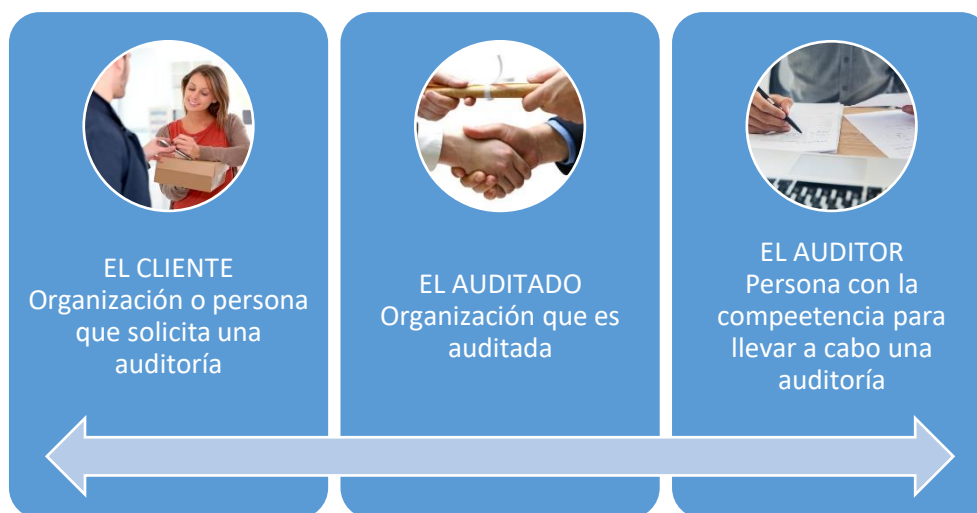 EL CLIENTE
Organización o persona
que solicita una
auditoría
EL AUDITADO
Organización que es
auditada
EL AUDITOR
Persona con la
compeetencia para
llevar a cabo una
auditoría